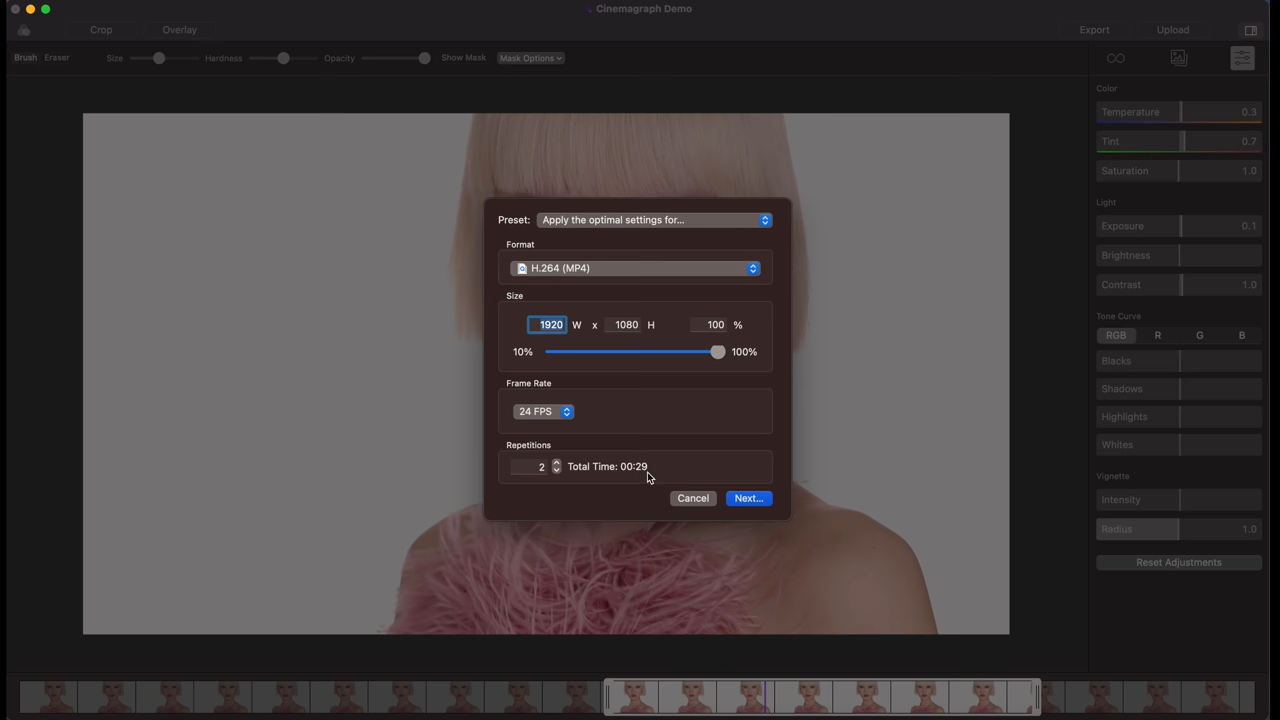 Cinemagraph Demo
Crop Overlay Export Upload
Brush Eraser Size Hardness Opacity Show Mask Mask Options
Color
Temperature 0.3
Tint 0.7
Saturation 1.0
Light
Exposure 0.1
Brightness
Contrast
Tone Curve
RGB R G B
Blacks
Shadows
Highlights
Whites
Vignette
Intensity
Radius 1.0
Reset Adjustments
Preset: Apply the optimal settings for...
Format
H.264 (MP4)
Size
1920 W x 1080 H 100 %
10% 100%
Frame Rate
24 FPS
Repetitions
2 Total Time: 00:29
Cancel Next...